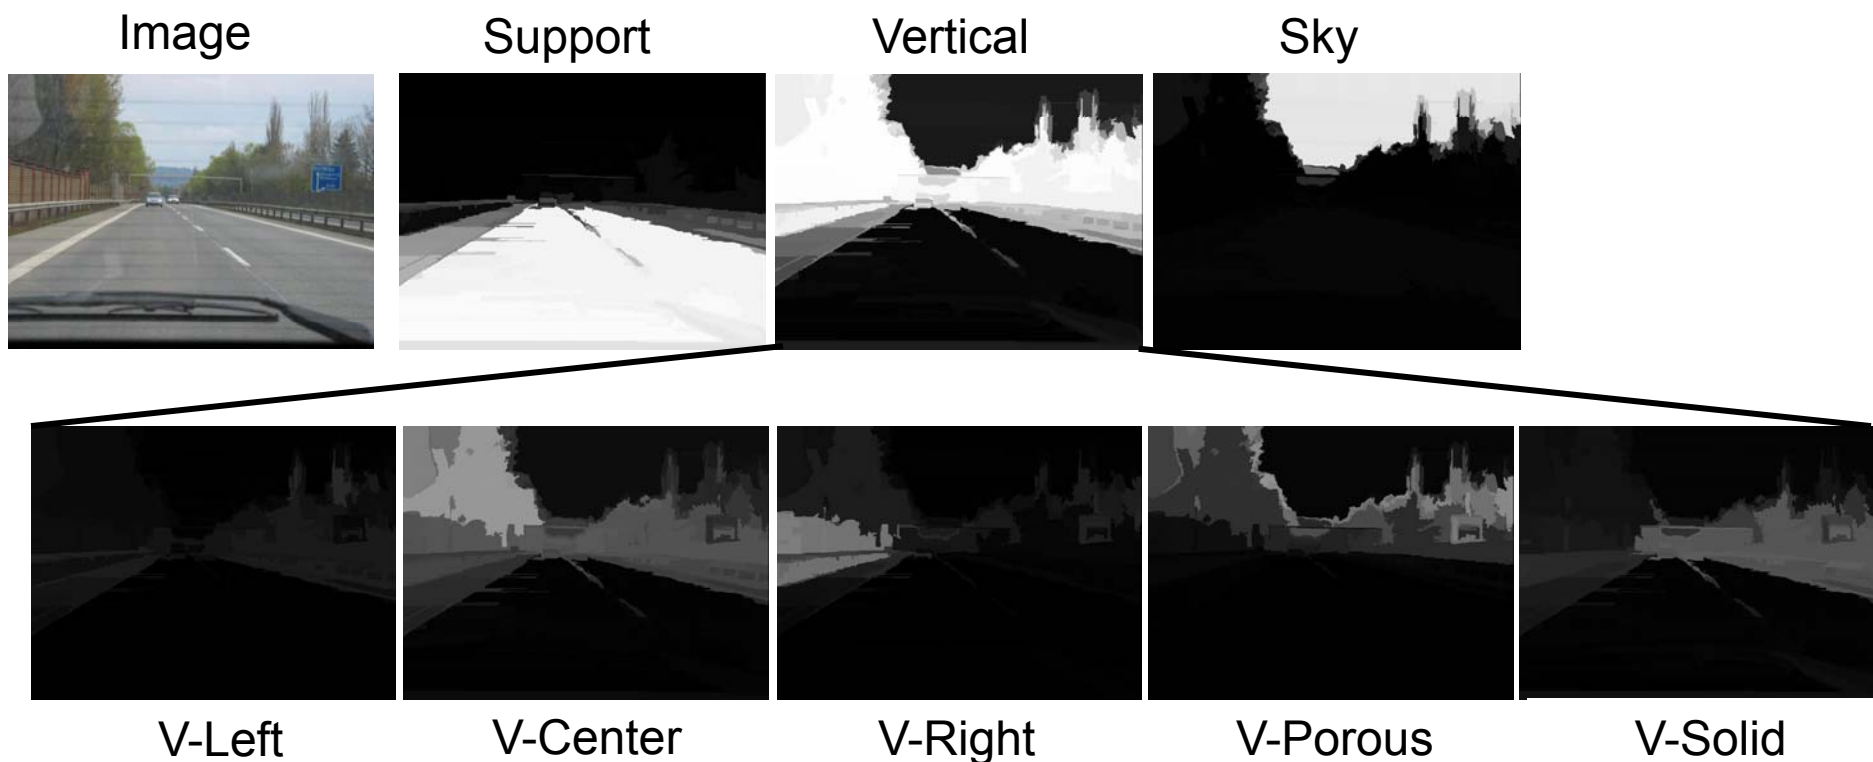 Image
Support
Vertical
Sky
V-Left
V-Center
V-Right
V-Porous
V-Solid